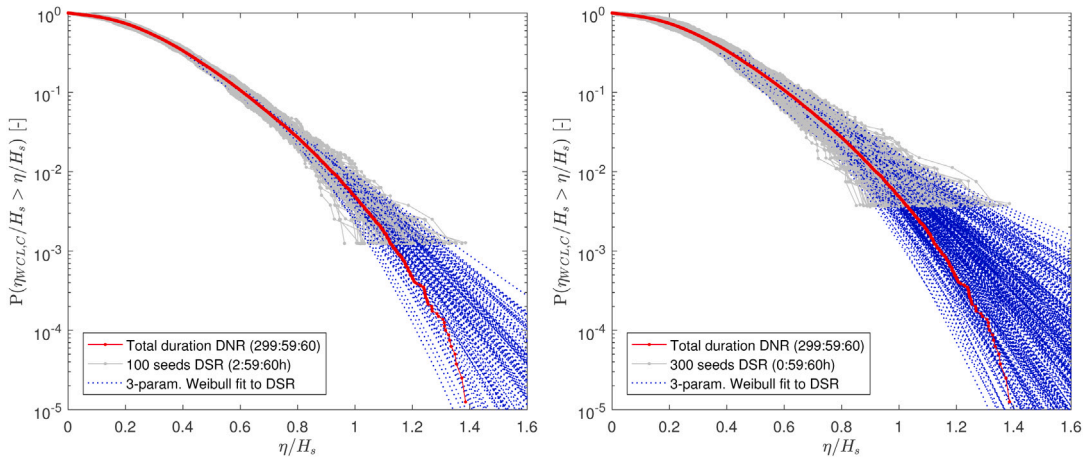 10^0
10^-1
10^-2
10^-3
10^-4
10^-5
P(η_{WCL,C}/H_s > η/H_s) [-]
Total duration DNR (299:59:60)
100 seeds DSR (2:59:60h)
3-param. Weibull fit to DSR
0 0.2 0.4 0.6 0.8 1 1.2 1.4 1.6
η/H_s
10^0
10^-1
10^-2
10^-3
10^-4
10^-5
P(η_{WCL,C}/H_s > η/H_s) [-]
Total duration DNR (299:59:60)
300 seeds DSR (0:59:60h)
3-param. Weibull fit to DSR
0 0.2 0.4 0.6 0.8 1 1.2 1.4 1.6
η/H_s